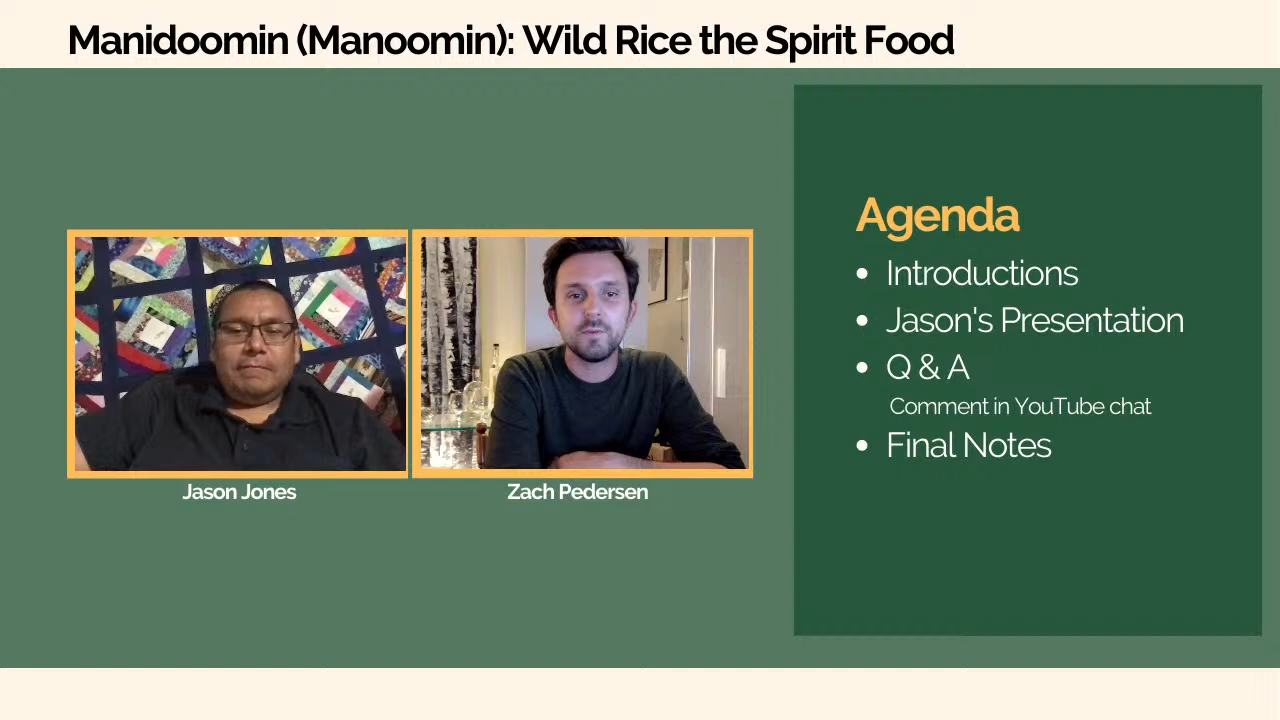 Manidoomin (Manoomin): Wild Rice the Spirit Food
Jason Jones
Zach Pedersen
Agenda
Introductions
Jason's Presentation
Q & A
Comment in YouTube chat
Final Notes